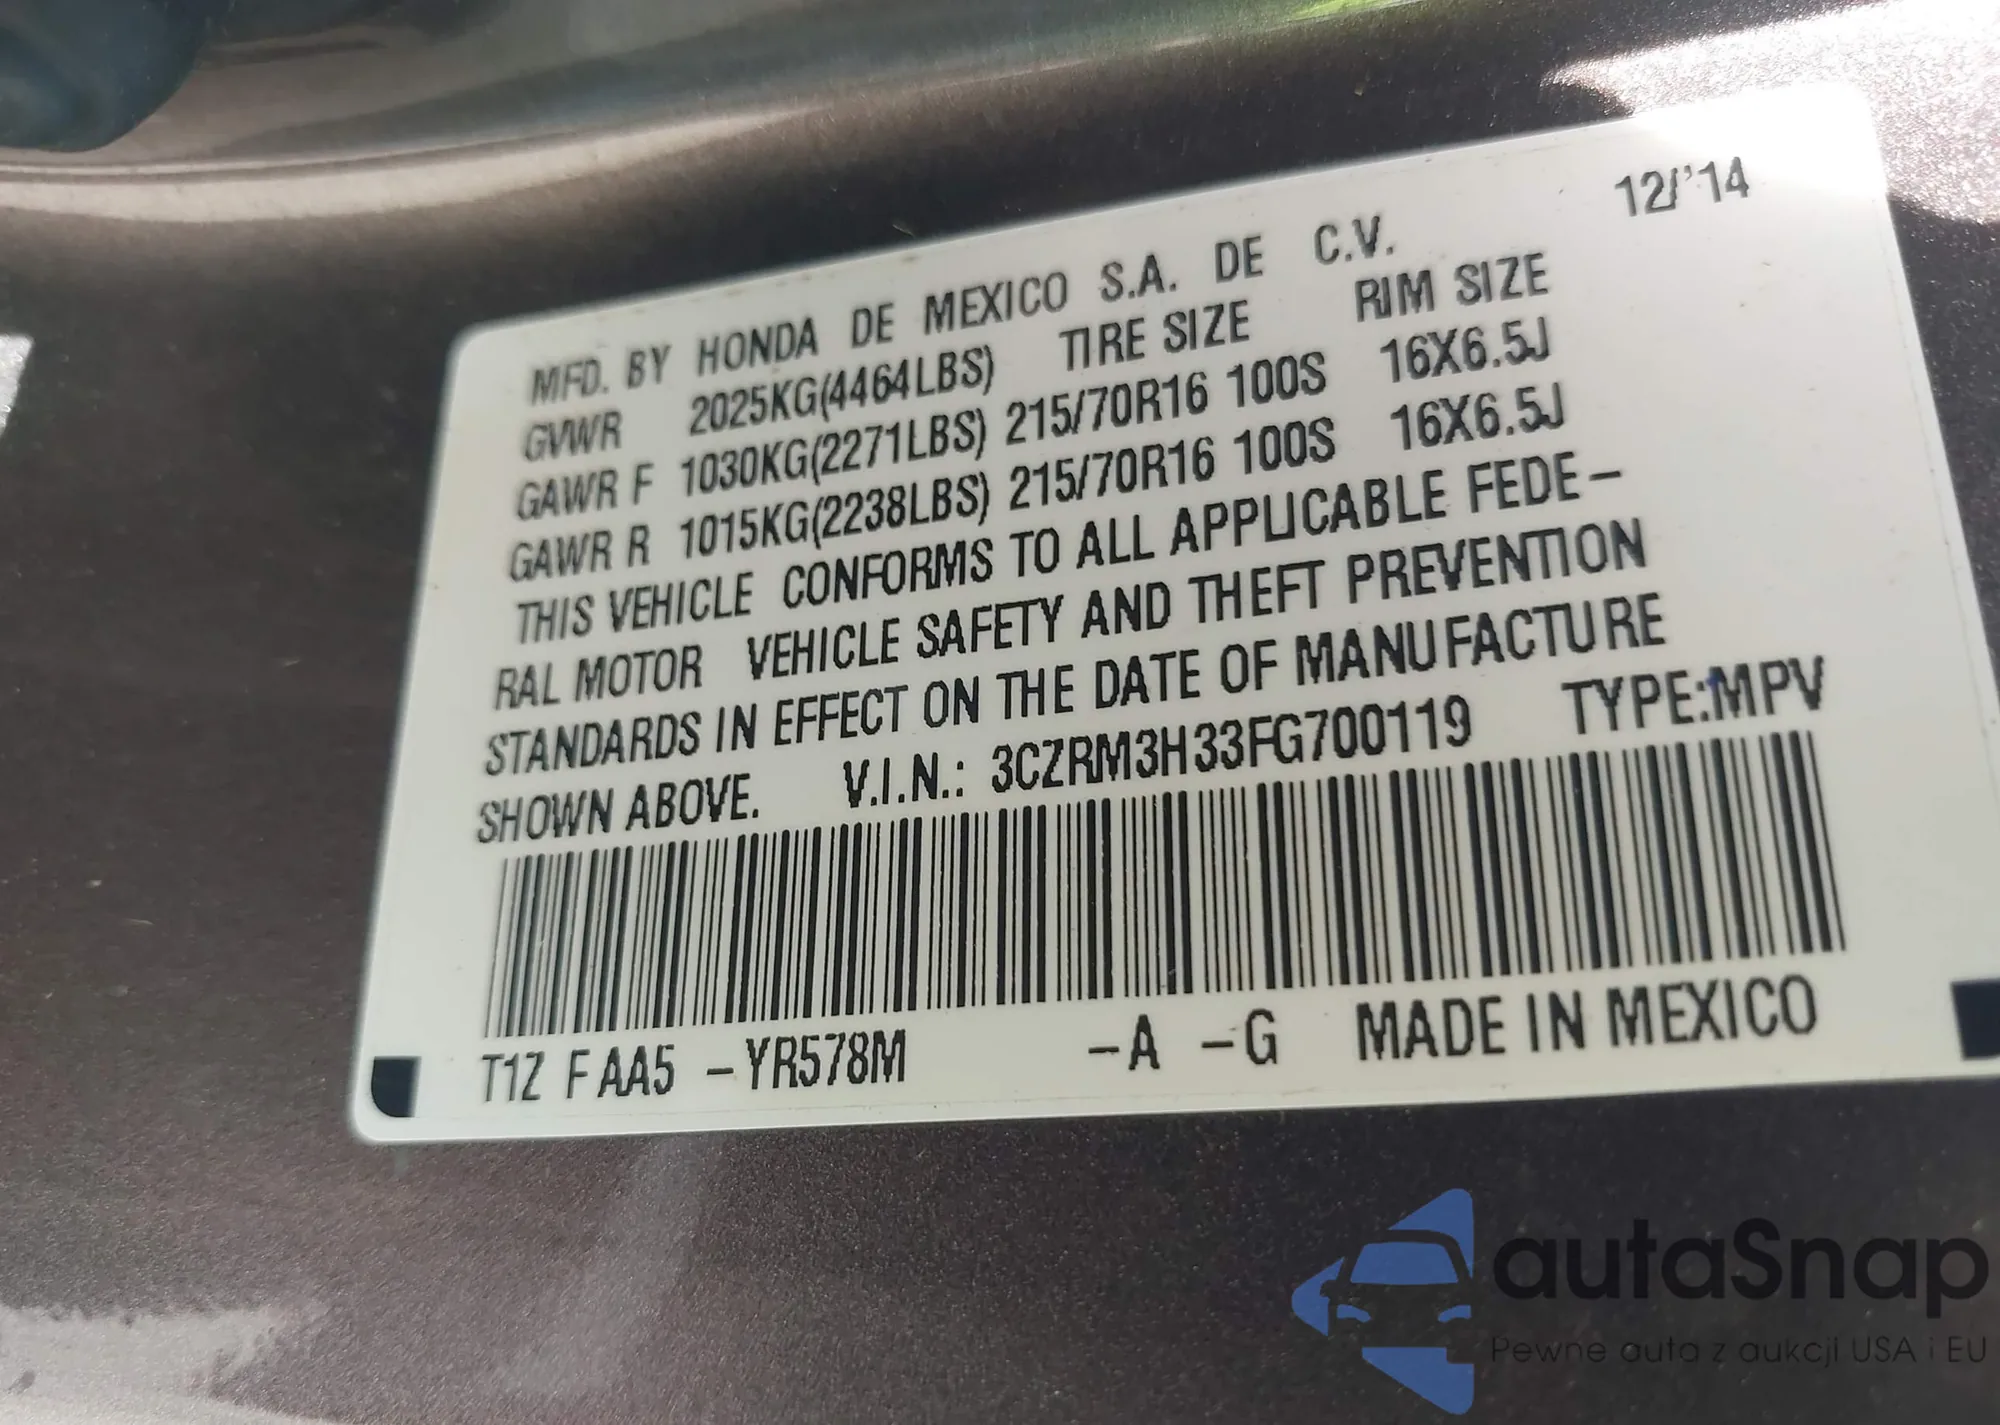 12/'14
MFD. BY HONDA DE MEXICO S.A. DE C.V.
GVWR 2025KG(4464LBS) TIRE SIZE RIM SIZE
GAWR F 1030KG(2271LBS) 215/70R16 100S 16X6.5J
GAWR R 1015KG(2238LBS) 215/70R16 100S 16X6.5J
THIS VEHICLE CONFORMS TO ALL APPLICABLE FEDE-
RAL MOTOR VEHICLE SAFETY AND THEFT PREVENTION
STANDARDS IN EFFECT ON THE DATE OF MANUFACTURE
SHOWN ABOVE. V.I.N.: 3CZRM3H33FG700119 TYPE:MPV
T1Z F AA5 -YR578M -A -G MADE IN MEXICO
autaSnap
Pewne auta z aukcji USA i EU